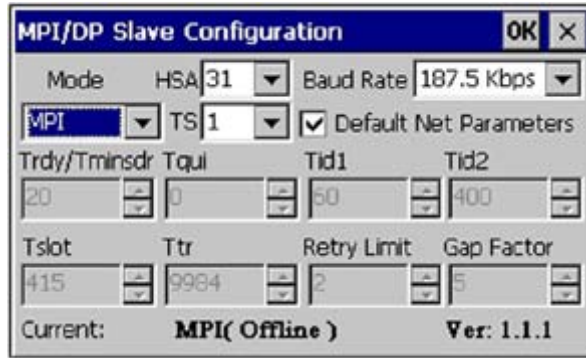 MPI/DP Slave Configuration OK ×
Mode HSA 31 Baud Rate 187.5 Kbps
MPI TS 1 Default Net Parameters
Trdy/Tminsdr Tqui Tid1 Tid2
20 0 60 400
Tslot Ttr Retry Limit Gap Factor
415 9984 2 5
Current: MPI( Offline ) Ver: 1.1.1